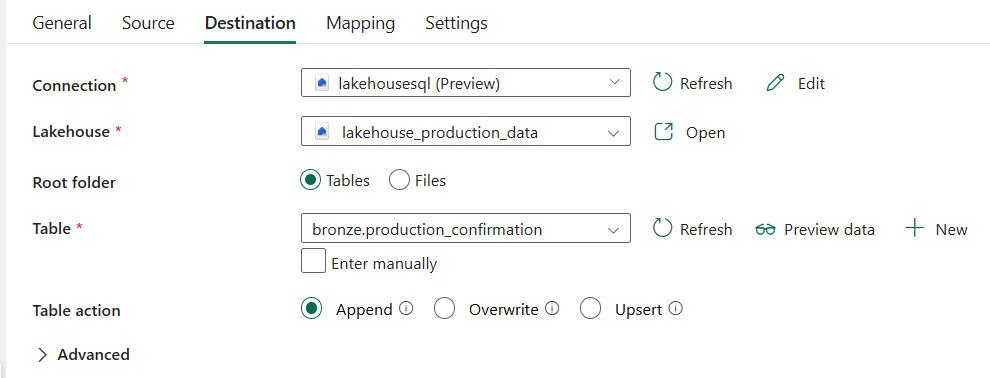 General Source Destination Mapping Settings
Connection * lakehousesql (Preview) Refresh Edit
Lakehouse * lakehouse_production_data Open
Root folder Tables Files
Table * bronze.production_confirmation Refresh Preview data New
Enter manually
Table action Append Overwrite Upsert
Advanced